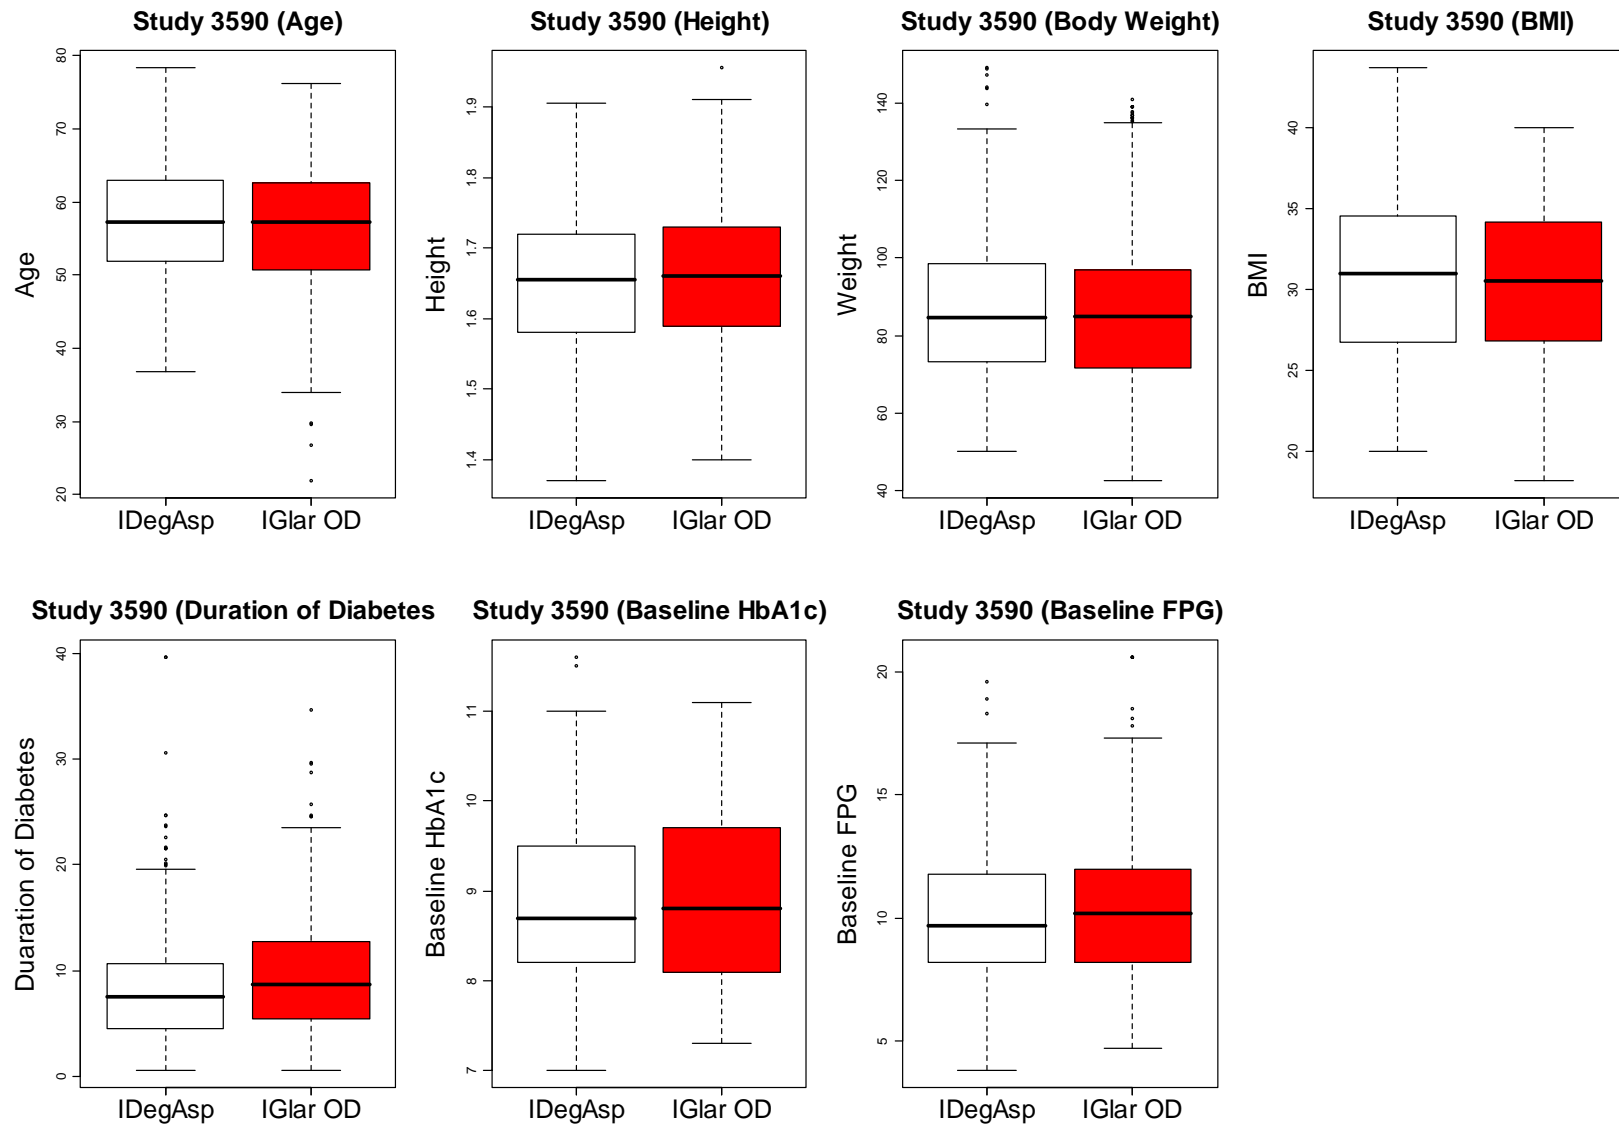 Study 3590 (Age)
Age
80
70
60
50
40
30
20
IDegAsp
IGlar OD
Study 3590 (Height)
Height
1.9
1.8
1.7
1.6
1.5
1.4
IDegAsp
IGlar OD
Study 3590 (Body Weight)
Weight
140
120
100
80
60
40
IDegAsp
IGlar OD
Study 3590 (BMI)
BMI
40
35
30
25
20
IDegAsp
IGlar OD
Study 3590 (Duration of Diabetes
Duaration of Diabetes
40
30
20
10
0
IDegAsp
IGlar OD
Study 3590 (Baseline HbA1c)
Baseline HbA1c
11
10
9
8
7
IDegAsp
IGlar OD
Study 3590 (Baseline FPG)
Baseline FPG
20
15
10
5
IDegAsp
IGlar OD